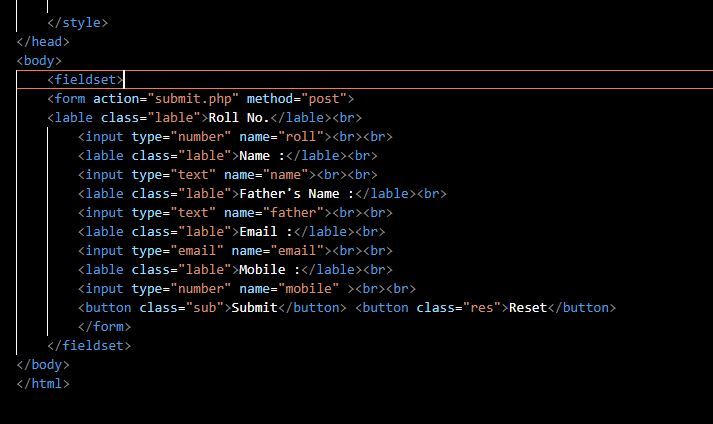 </style>
</head>
<body>
<fieldset>
<form action="submit.php" method="post">
<lable class="lable">Roll No.</lable><br>
<input type="number" name="roll"><br><br>
<lable class="lable">Name :</lable><br>
<input type="text" name="name"><br><br>
<lable class="lable">Father's Name :</lable><br>
<input type="text" name="father"><br><br>
<lable class="lable">Email :</lable><br>
<input type="email" name="email"><br><br>
<lable class="lable">Mobile :</lable><br>
<input type="number" name="mobile" ><br><br>
<button class="sub">Submit</button> <button class="res">Reset</button>
</form>
</fieldset>
</body>
</html>